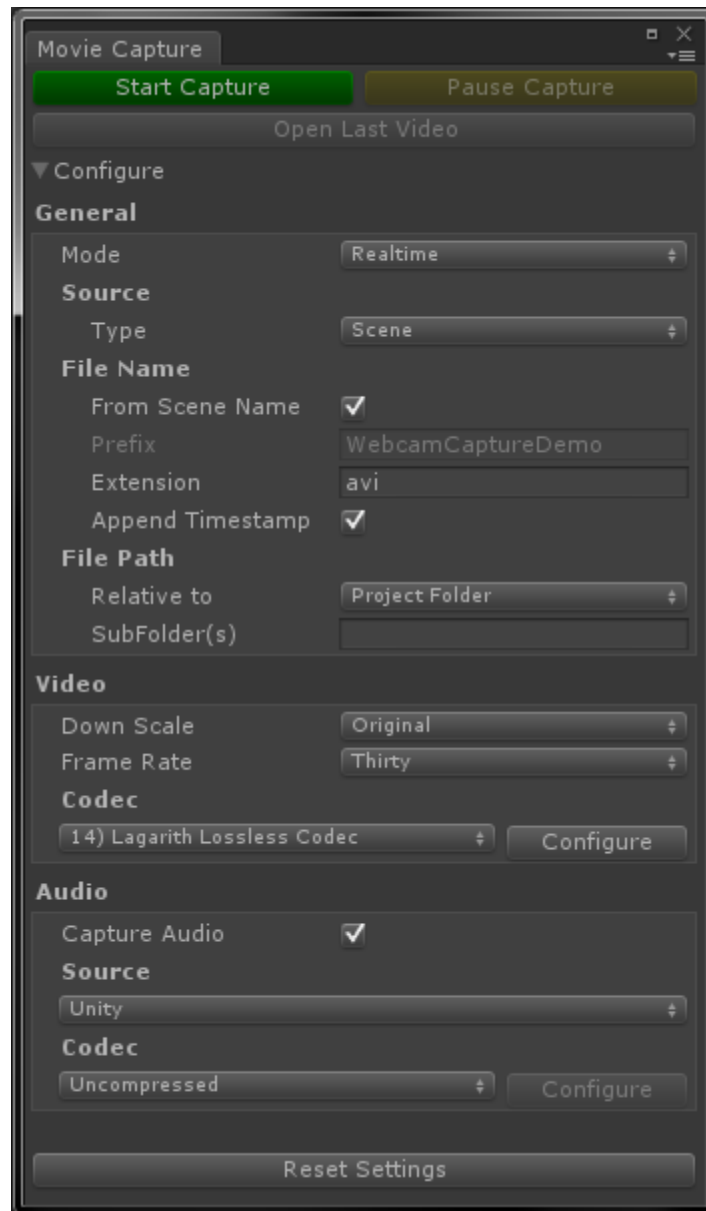 Movie Capture
Start Capture Pause Capture
Open Last Video
Configure
General
Mode Realtime
Source
Type Scene
File Name
From Scene Name
Prefix WebcamCaptureDemo
Extension avi
Append Timestamp
File Path
Relative to Project Folder
SubFolder(s)
Video
Down Scale Original
Frame Rate Thirty
Codec
14) Lagarith Lossless Codec Configure
Audio
Capture Audio
Source
Unity
Codec
Uncompressed Configure
Reset Settings